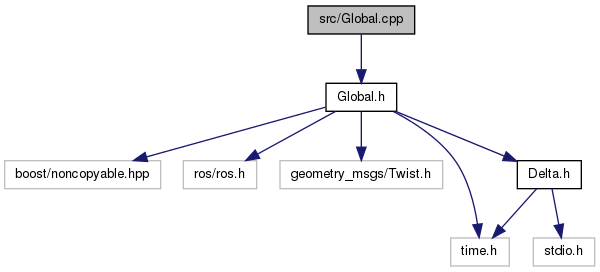 src/Global.cpp
Global.h
boost/noncopyable.hpp
ros/ros.h
geometry_msgs/Twist.h
Delta.h
time.h
stdio.h